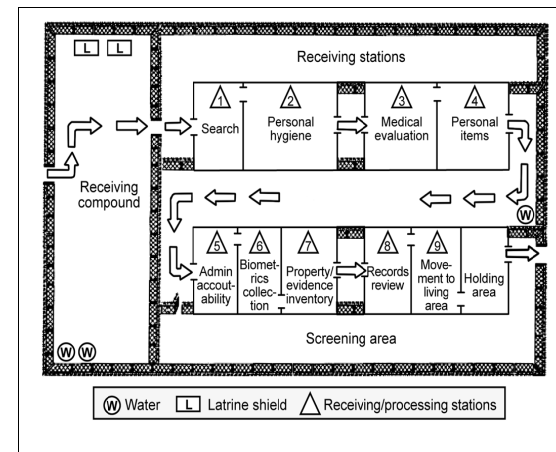 L L
Receiving stations
1 2 3 4
Search
Personal
hygiene
Medical
evaluation
Personal
items
Receiving
compound
W
5 6 7 8 9
Admin
accout-
ability
Biomet-
rics
collec-
tion
Property/
evidence
inventory
Records
review
Move-
ment to
living
area
Holding
area
Screening area
W W
W Water L Latrine shield Receiving/processing stations